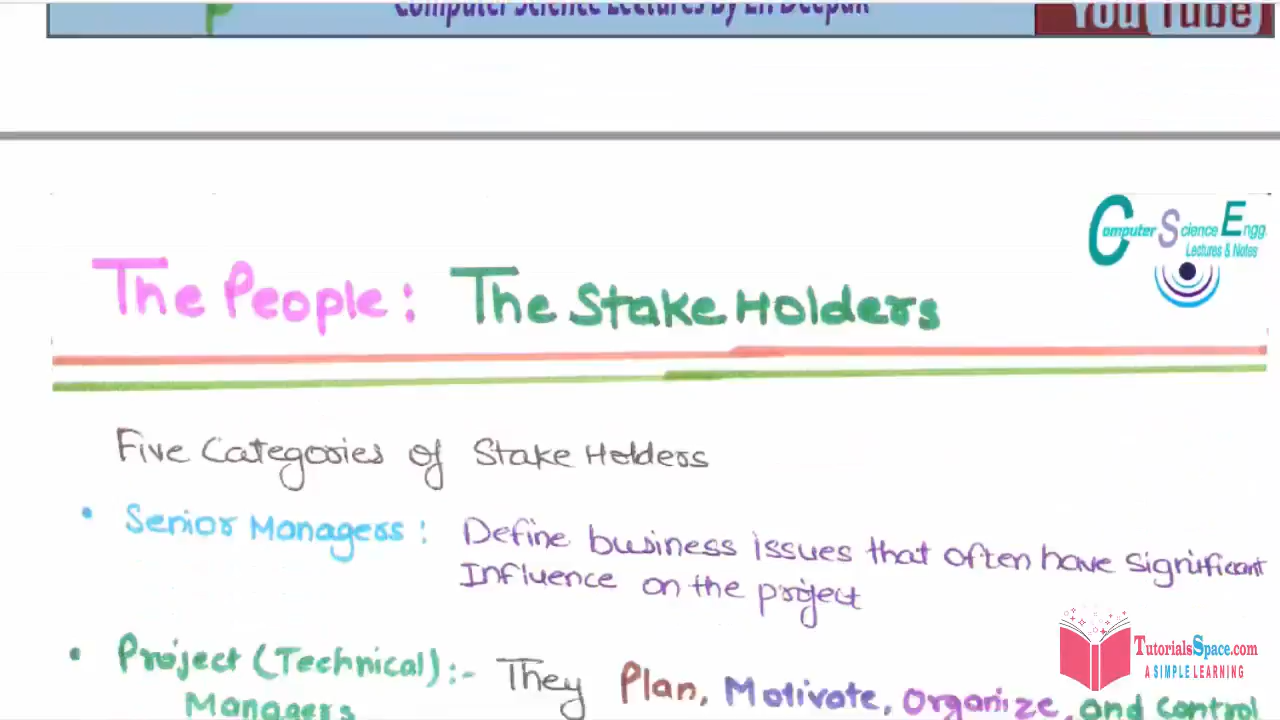 Computer Science Lectures by Er. Deepak
YouTube
Computer Science Engg
Lectures & Notes
The People: The Stake Holders
Five Categories of Stake Holders
• Senior Managers: Define business issues that often have significant
Influence on the project
• Project (Technical):- They Plan, Motivate, Organize, and Control
Managers
TutorialsSpace.com
A SIMPLE LEARNING